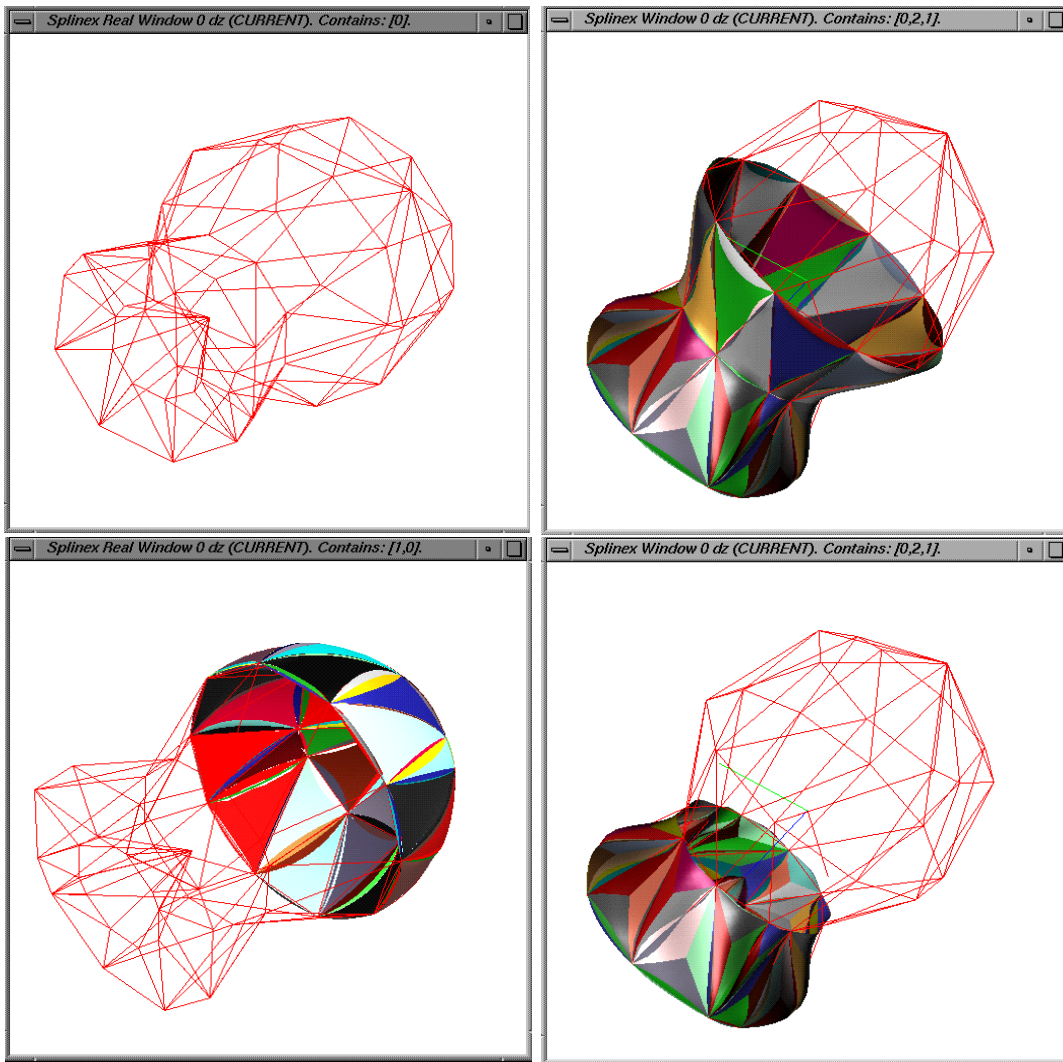 Splinex Real Window 0 dz (CURRENT). Contains: [0].
Splinex Window 0 dz (CURRENT). Contains: [0,2,1].
Splinex Real Window 0 dz (CURRENT). Contains: [1,0].
Splinex Window 0 dz (CURRENT). Contains: [0,2,1].